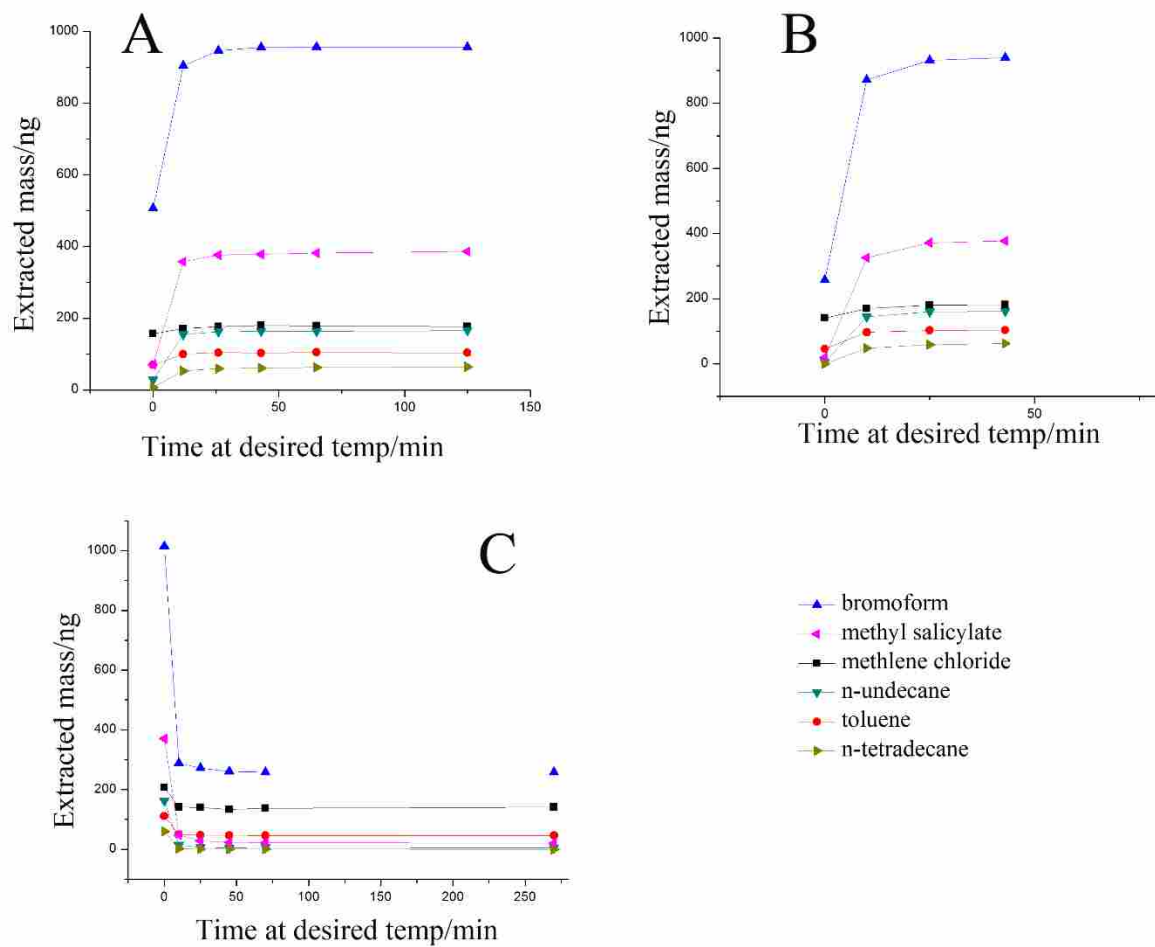 A
1000
800
600
400
200
0
0 50 100 150
Extracted mass/ng
Time at desired temp/min
B
1000
800
600
400
200
0
0 50
Extracted mass/ng
Time at desired temp/min
C
1000
800
600
400
200
0
0 50 100 150 200 250
Extracted mass/ng
Time at desired temp/min
bromoform
methyl salicylate
methlene chloride
n-undecane
toluene
n-tetradecane